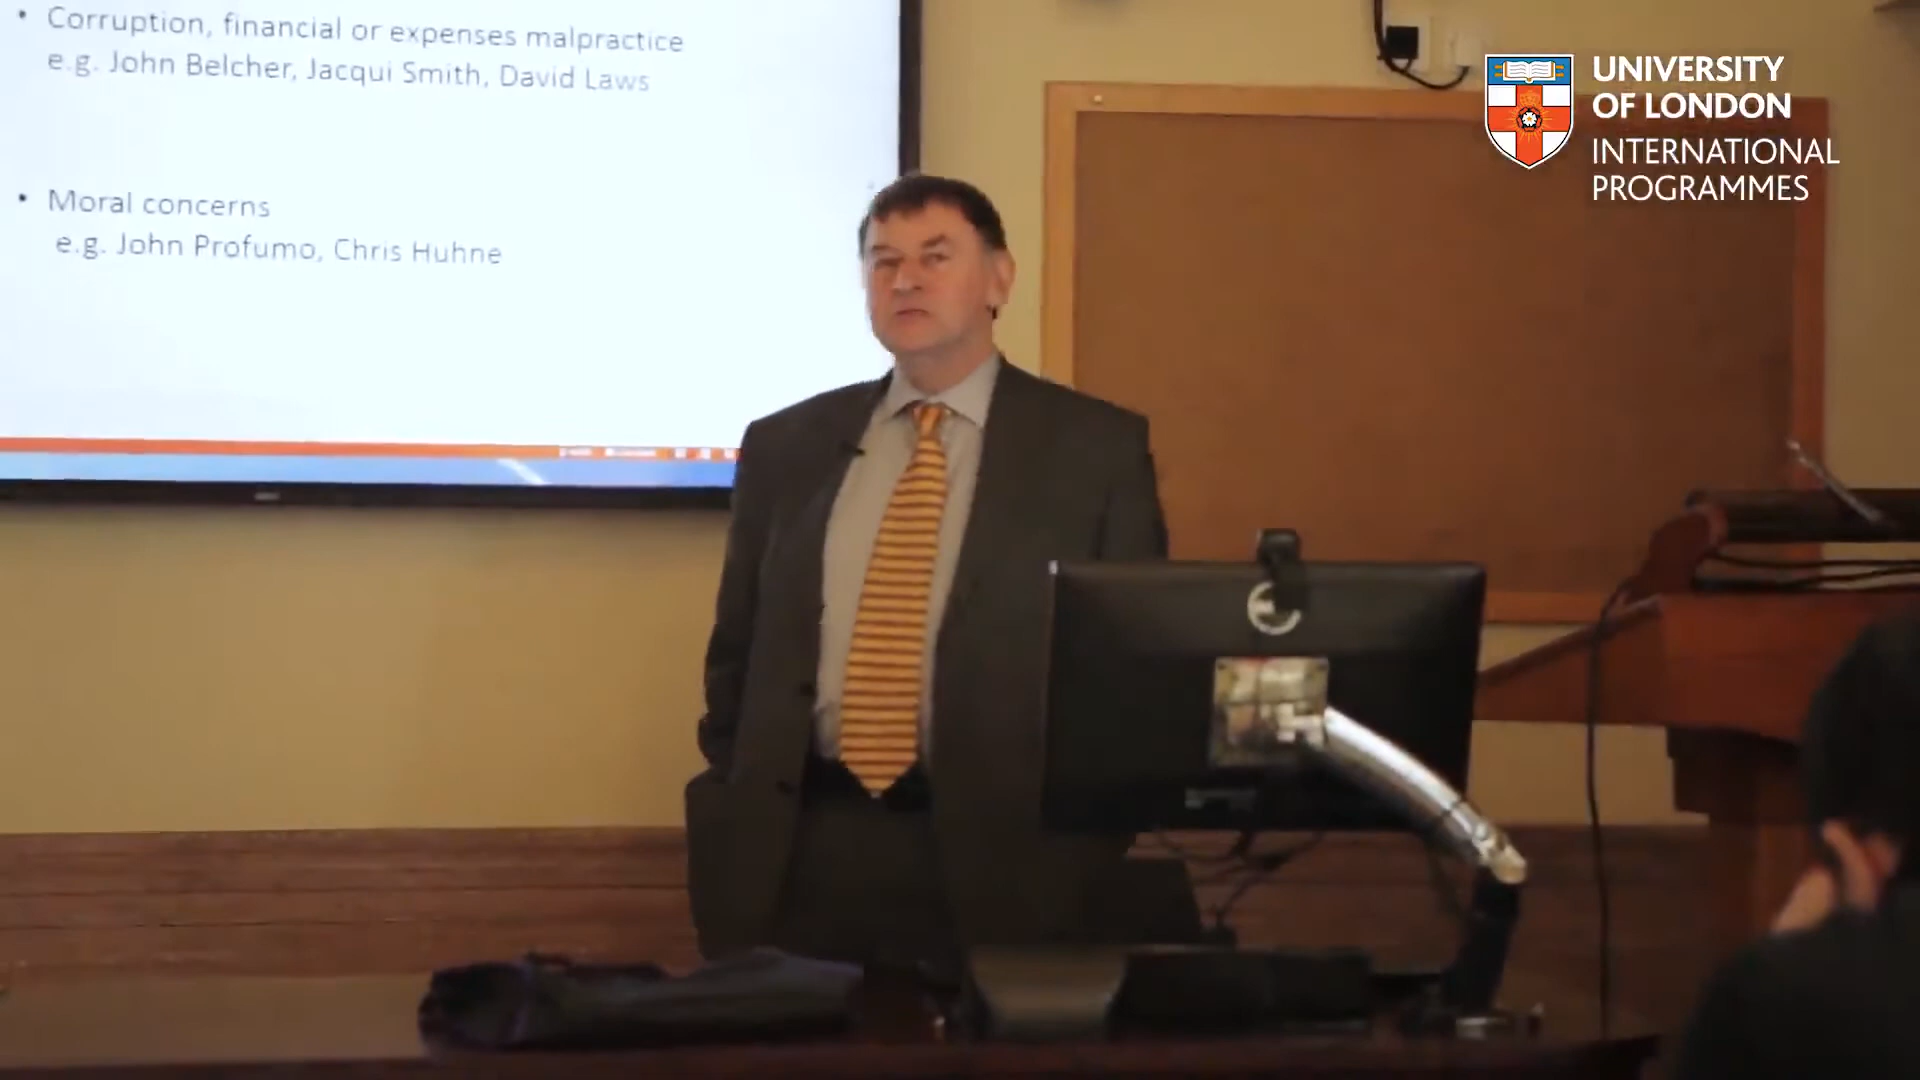 • Corruption, financial or expenses malpractice
e.g. John Belcher, Jacqui Smith, David Laws
• Moral concerns
e.g. John Profumo, Chris Huhne
UNIVERSITY
OF LONDON
INTERNATIONAL
PROGRAMMES